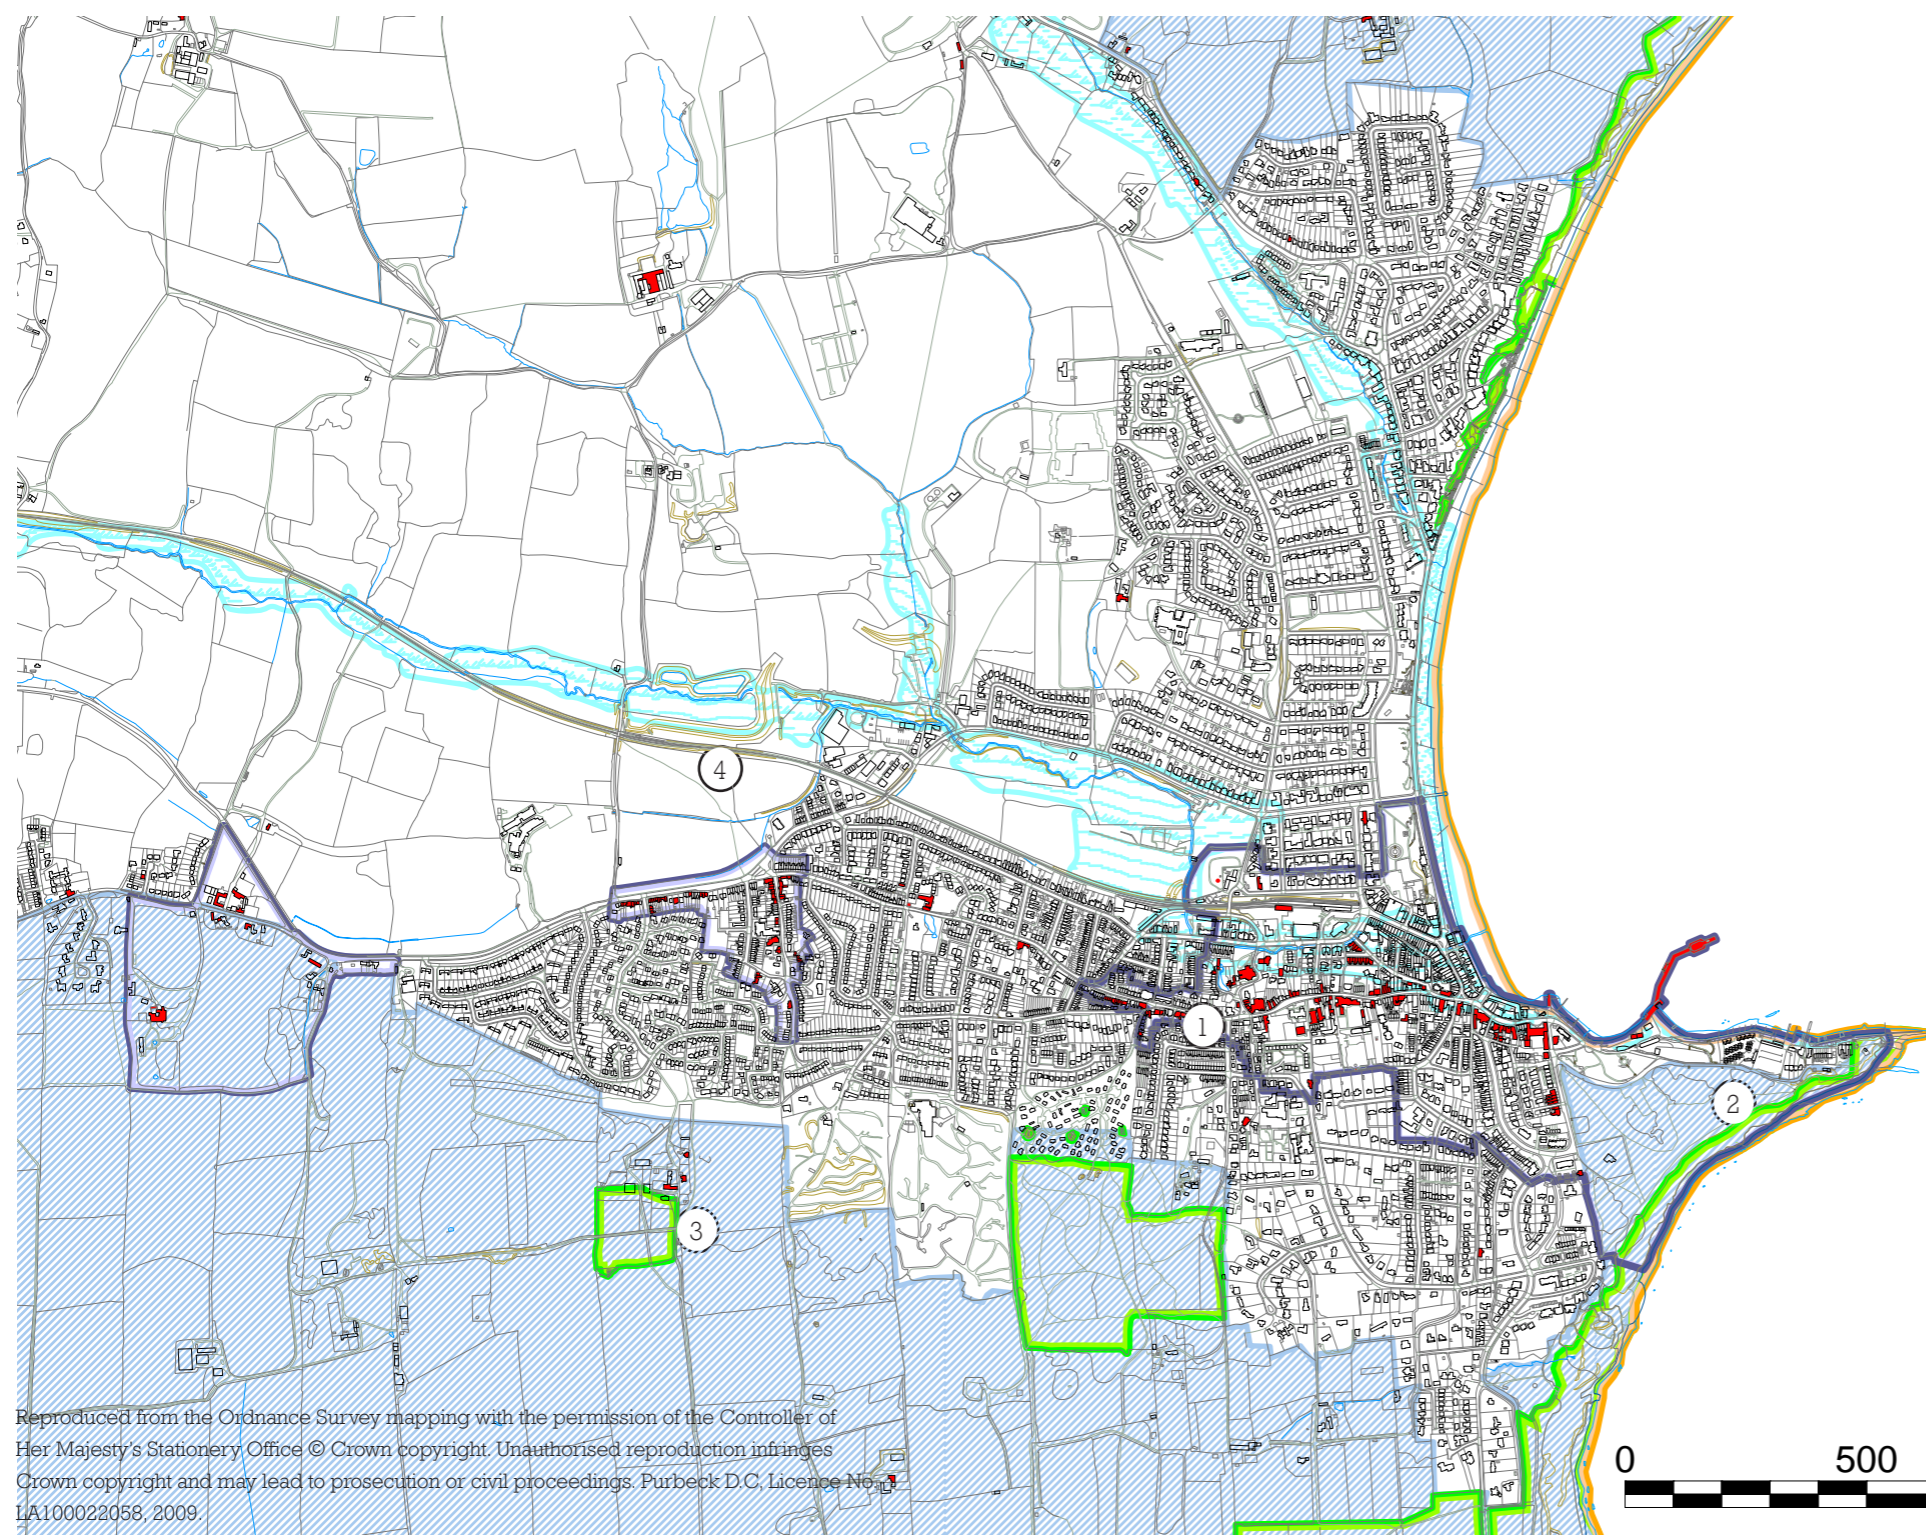 4
1
2
3
Reproduced from the Ordnance Survey mapping with the permission of the Controller of
Her Majesty's Stationery Office © Crown copyright. Unauthorised reproduction infringes
Crown copyright and may lead to prosecution or civil proceedings. Purbeck D.C, Licence No.
LA100022058, 2009.
0 500